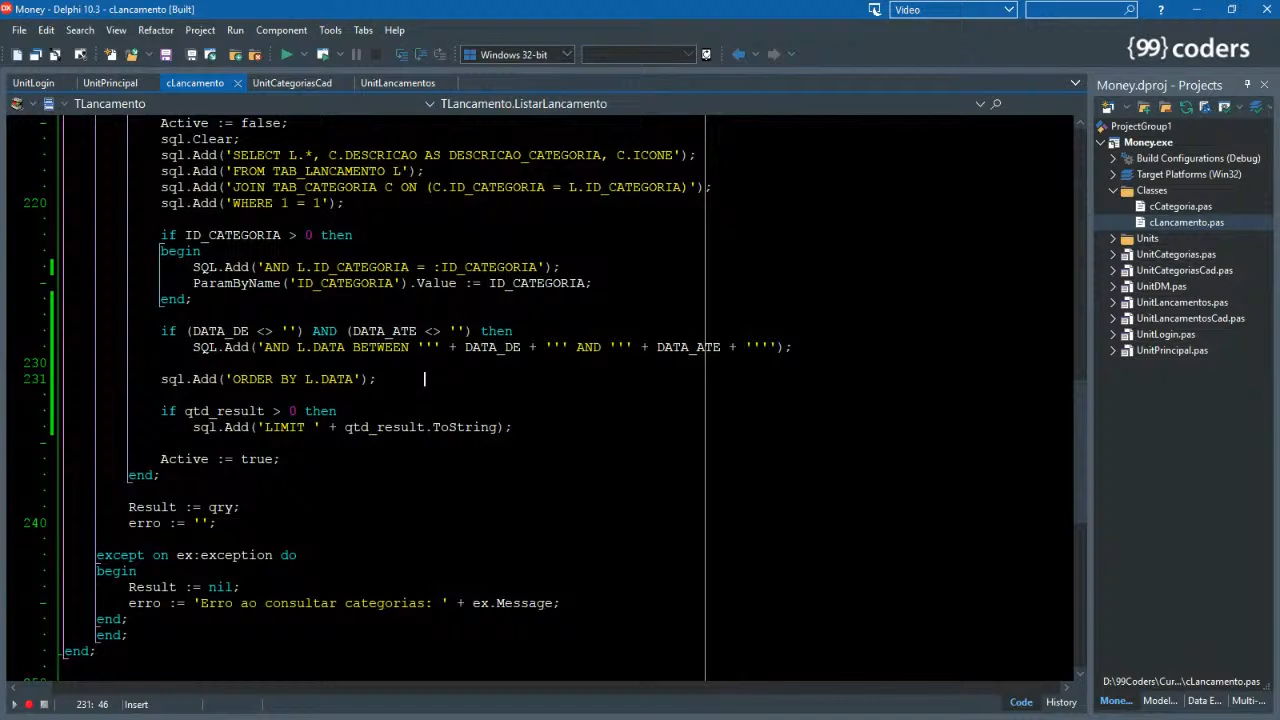 Money - Delphi 10.3 - cLancamento [Built]
Video
File Edit Search View Refactor Project Run Component Tools Tabs Help
Windows 32-bit
{99}coders
UnitLogin UnitPrincipal cLancamento UnitCategoriasCad UnitLancamentos
TLancamento TLancamento.ListarLancamento
Active := false;
sql.Clear;
sql.Add('SELECT L.*, C.DESCRICAO AS DESCRICAO_CATEGORIA, C.ICONE');
sql.Add('FROM TAB_LANCAMENTO L');
sql.Add('JOIN TAB_CATEGORIA C ON (C.ID_CATEGORIA = L.ID_CATEGORIA)');
220 sql.Add('WHERE 1 = 1');
if ID_CATEGORIA > 0 then
begin
SQL.Add('AND L.ID_CATEGORIA = :ID_CATEGORIA');
ParamByName('ID_CATEGORIA').Value := ID_CATEGORIA;
end;
if (DATA_DE <> '') AND (DATA_ATE <> '') then
SQL.Add('AND L.DATA BETWEEN ''' + DATA_DE + ''' AND ''' + DATA_ATE + '''');
230
231 sql.Add('ORDER BY L.DATA');
if qtd_result > 0 then
sql.Add('LIMIT ' + qtd_result.ToString);
Active := true;
end;
Result := qry;
240 erro := '';
except on ex:exception do
begin
Result := nil;
erro := 'Erro ao consultar categorias: ' + ex.Message;
end;
end;
end;
231: 46 Insert
Code History
Money.dproj - Projects
ProjectGroup1
Money.exe
Build Configurations (Debug)
Target Platforms (Win32)
Classes
cCategoria.pas
cLancamento.pas
Units
UnitCategorias.pas
UnitCategoriasCad.pas
UnitDM.pas
UnitLancamentos.pas
UnitLancamentosCad.pas
UnitLogin.pas
UnitPrincipal.pas
D:\99Coders\Cur...\cLancamento.pas
Mone... Model... Data E... Multi-...